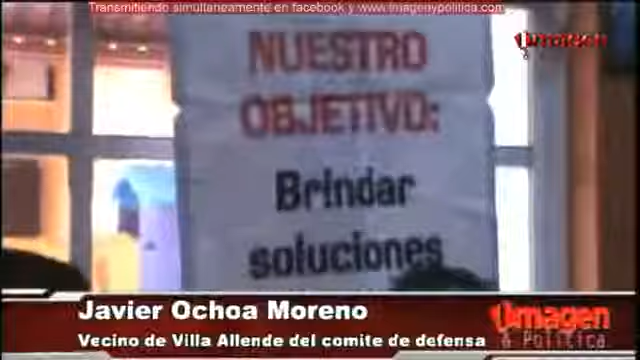 Transmitiendo simultaneamente en facebook y www.imagenypolitica.com
NUESTRO
OBJETIVO:
Brindar
soluciones
Javier Ochoa Moreno
Vecino de Villa Allende del comite de defensa
Imagen
& Política